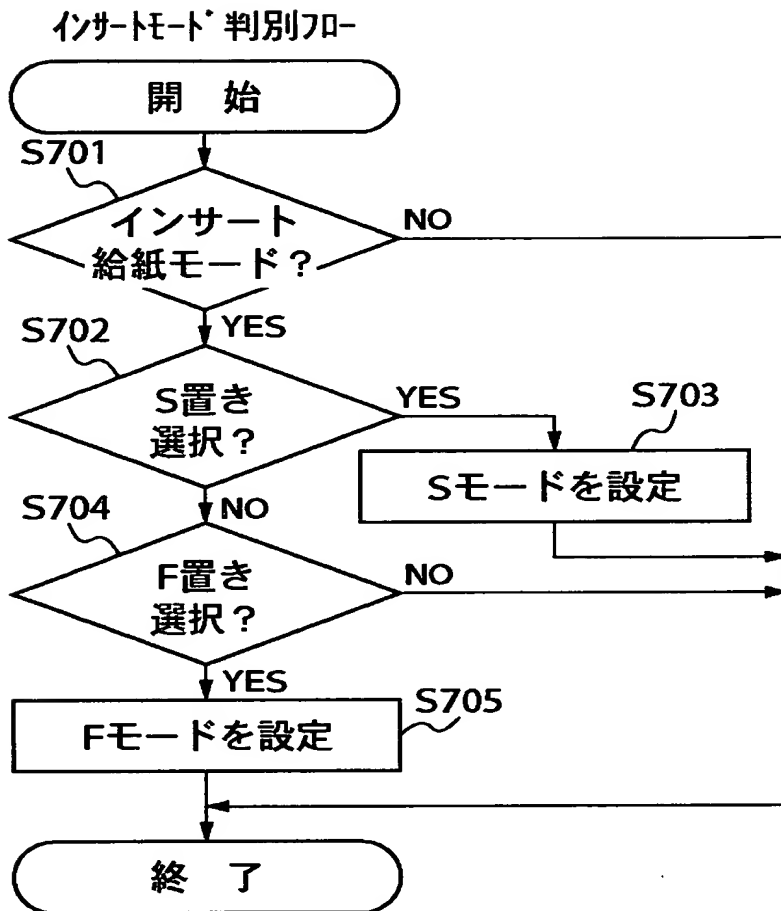 インサートモード判別フロー
開 始
S701
インサート
給紙モード?
NO
YES
S702
S置き
選択?
YES
S703
Sモードを設定
NO
S704
F置き
選択?
NO
YES
S705
Fモードを設定
終 了